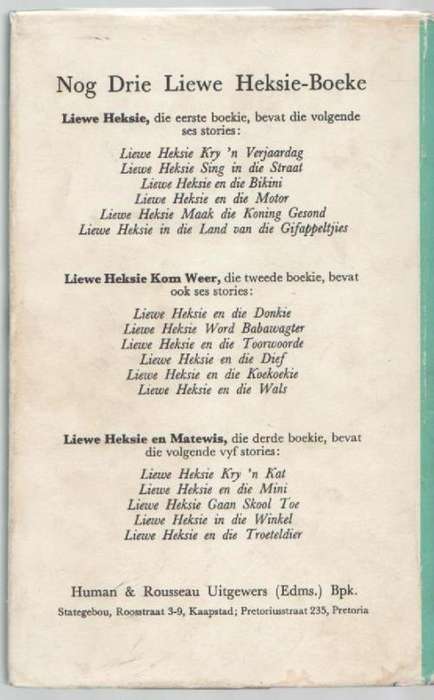 Nog Drie Liewe Heksie-Boeke
Liewe Heksie, die eerste boekie, bevat die volgende
ses stories:
Liewe Heksie Kry 'n Verjaardag
Liewe Heksie Sing in die Straat
Liewe Heksie en die Bikini
Liewe Heksie en die Motor
Liewe Heksie Maak die Koning Gesond
Liewe Heksie in die Land van die Gifappeltjies
Liewe Heksie Kom Weer, die tweede boekie, bevat
ook ses stories:
Liewe Heksie en die Donkie
Liewe Heksie Word Babawagter
Liewe Heksie en die Toorwoorde
Liewe Heksie en die Dief
Liewe Heksie en die Koekoekie
Liewe Heksie en die Wals
Liewe Heksie en Matewis, die derde boekie, bevat
die volgende vyf stories:
Liewe Heksie Kry 'n Kat
Liewe Heksie en die Mini
Liewe Heksie Gaan Skool Toe
Liewe Heksie in die Winkel
Liewe Heksie en die Troeteldier
Human & Rousseau Uitgewers (Edms.) Bpk.
Stategebou, Roosstraat 3-9, Kaapstad; Pretoriusstraat 235, Pretoria